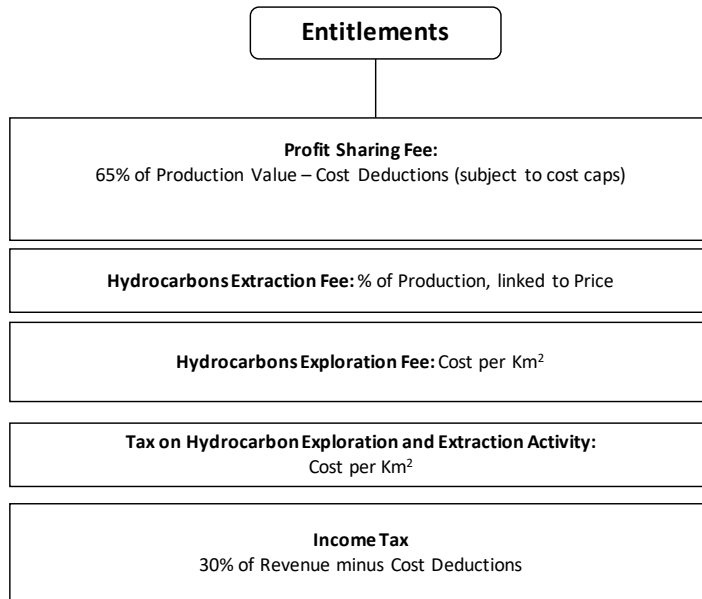 Entitlements
Profit Sharing Fee:
65% of Production Value – Cost Deductions (subject to cost caps)
Hydrocarbons Extraction Fee: % of Production, linked to Price
Hydrocarbons Exploration Fee: Cost per Km²
Tax on Hydrocarbon Exploration and Extraction Activity:
Cost per Km²
Income Tax
30% of Revenue minus Cost Deductions